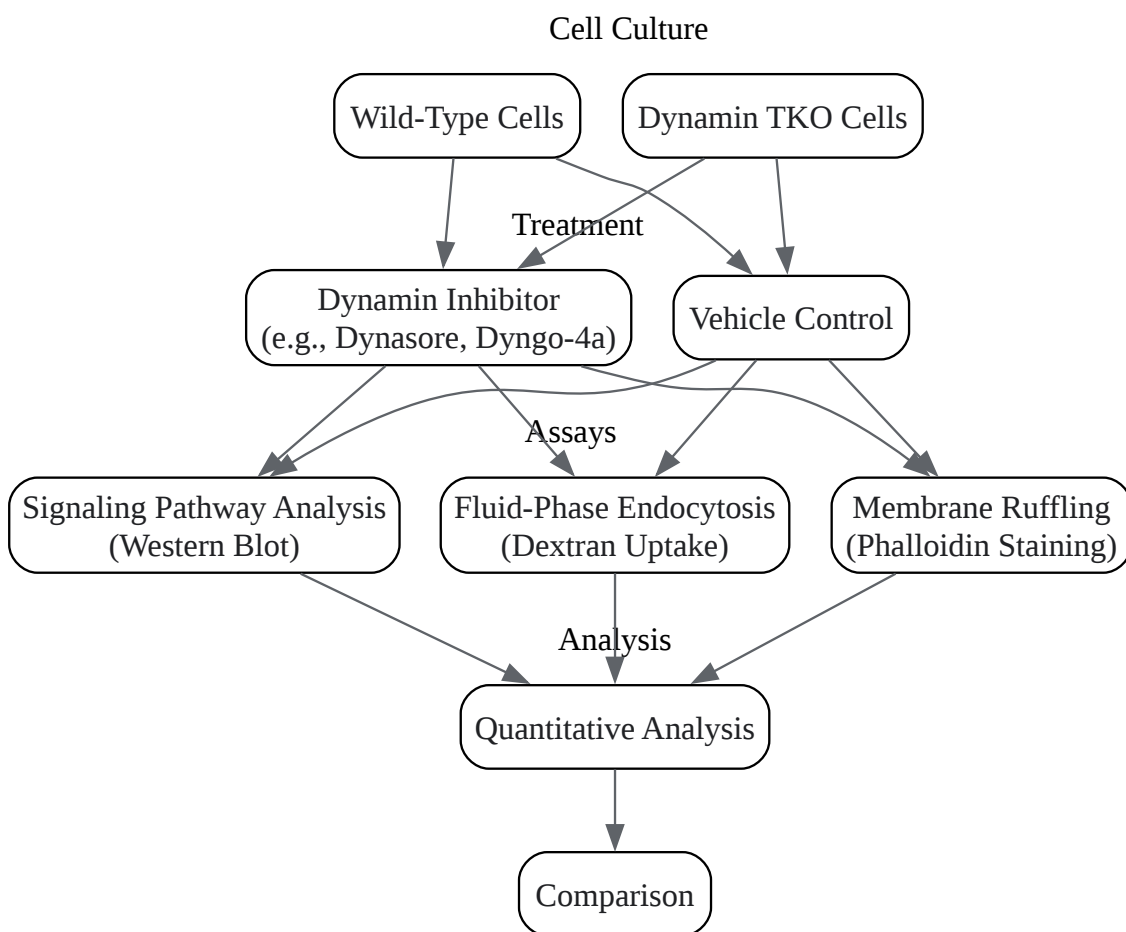 Cell Culture
Wild-Type Cells
Dynamin TKO Cells
Treatment
Dynamin Inhibitor
(e.g., Dynasore, Dyngo-4a)
Vehicle Control
Assays
Signaling Pathway Analysis
(Western Blot)
Fluid-Phase Endocytosis
(Dextran Uptake)
Membrane Ruffling
(Phalloidin Staining)
Analysis
Quantitative Analysis
Comparison